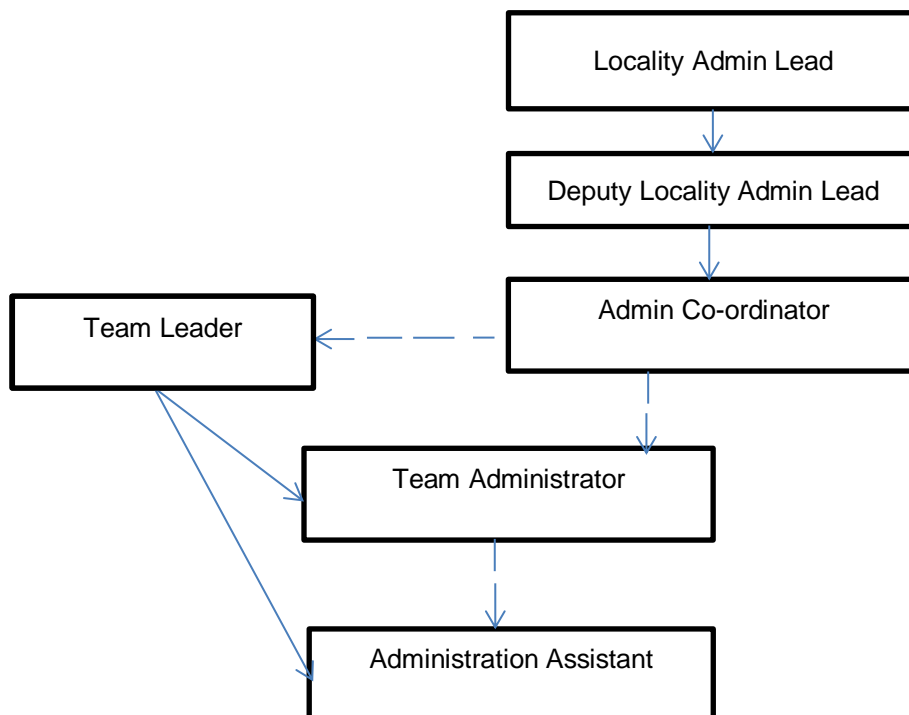 Locality Admin Lead
Deputy Locality Admin Lead
Admin Co-ordinator
Team Leader
Team Administrator
Administration Assistant